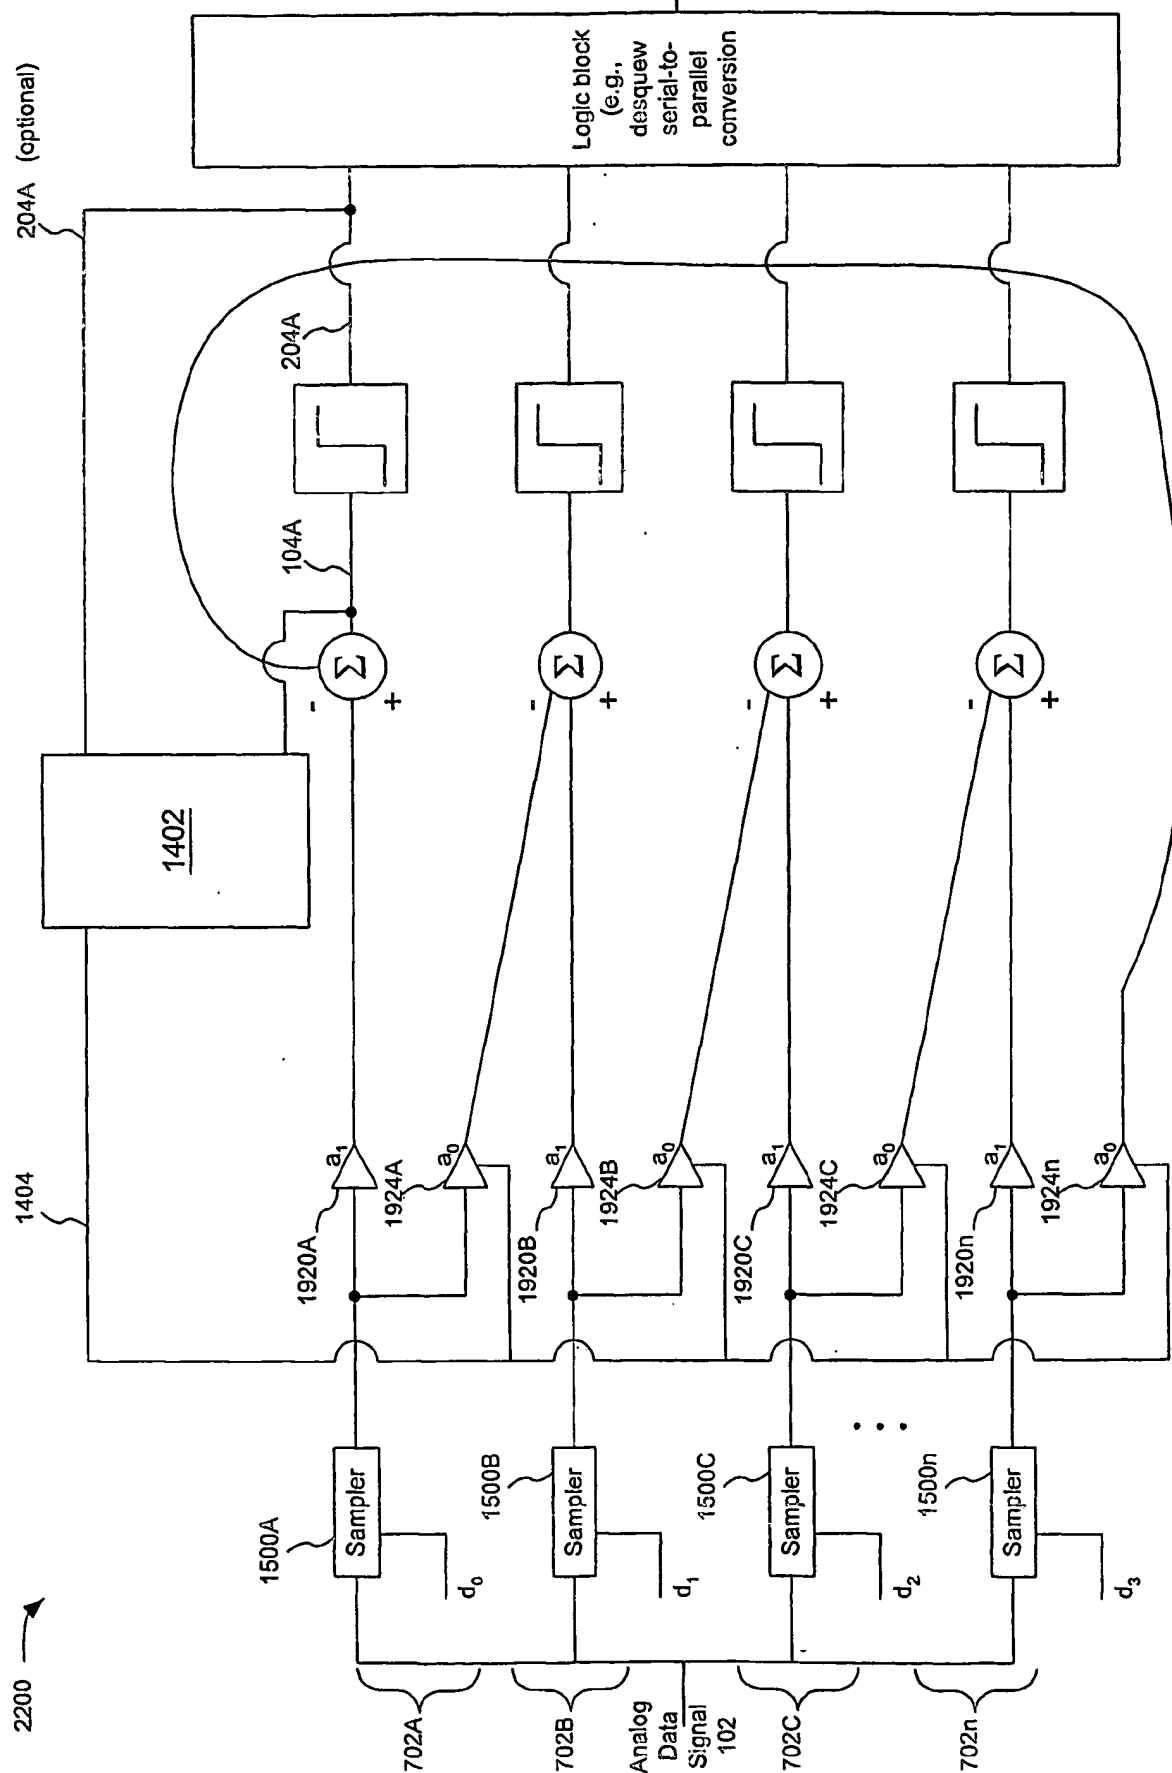 2200
702A
702B
Analog
Data
Signal
102
702C
702n
1500A
Sampler
d0
1500B
Sampler
d1
1500C
Sampler
d2
. . .
1500n
Sampler
d3
1404
1920A
a1
1924A
a0
1920B
a1
1924B
a0
1920C
a1
1924C
a0
1920n
a1
1924n
a0
1402
-
Σ
+
-
Σ
+
-
Σ
+
-
Σ
+
104A
204A
204A (optional)
Logic block
(e.g.,
desquew
serial-to-
parallel
conversion